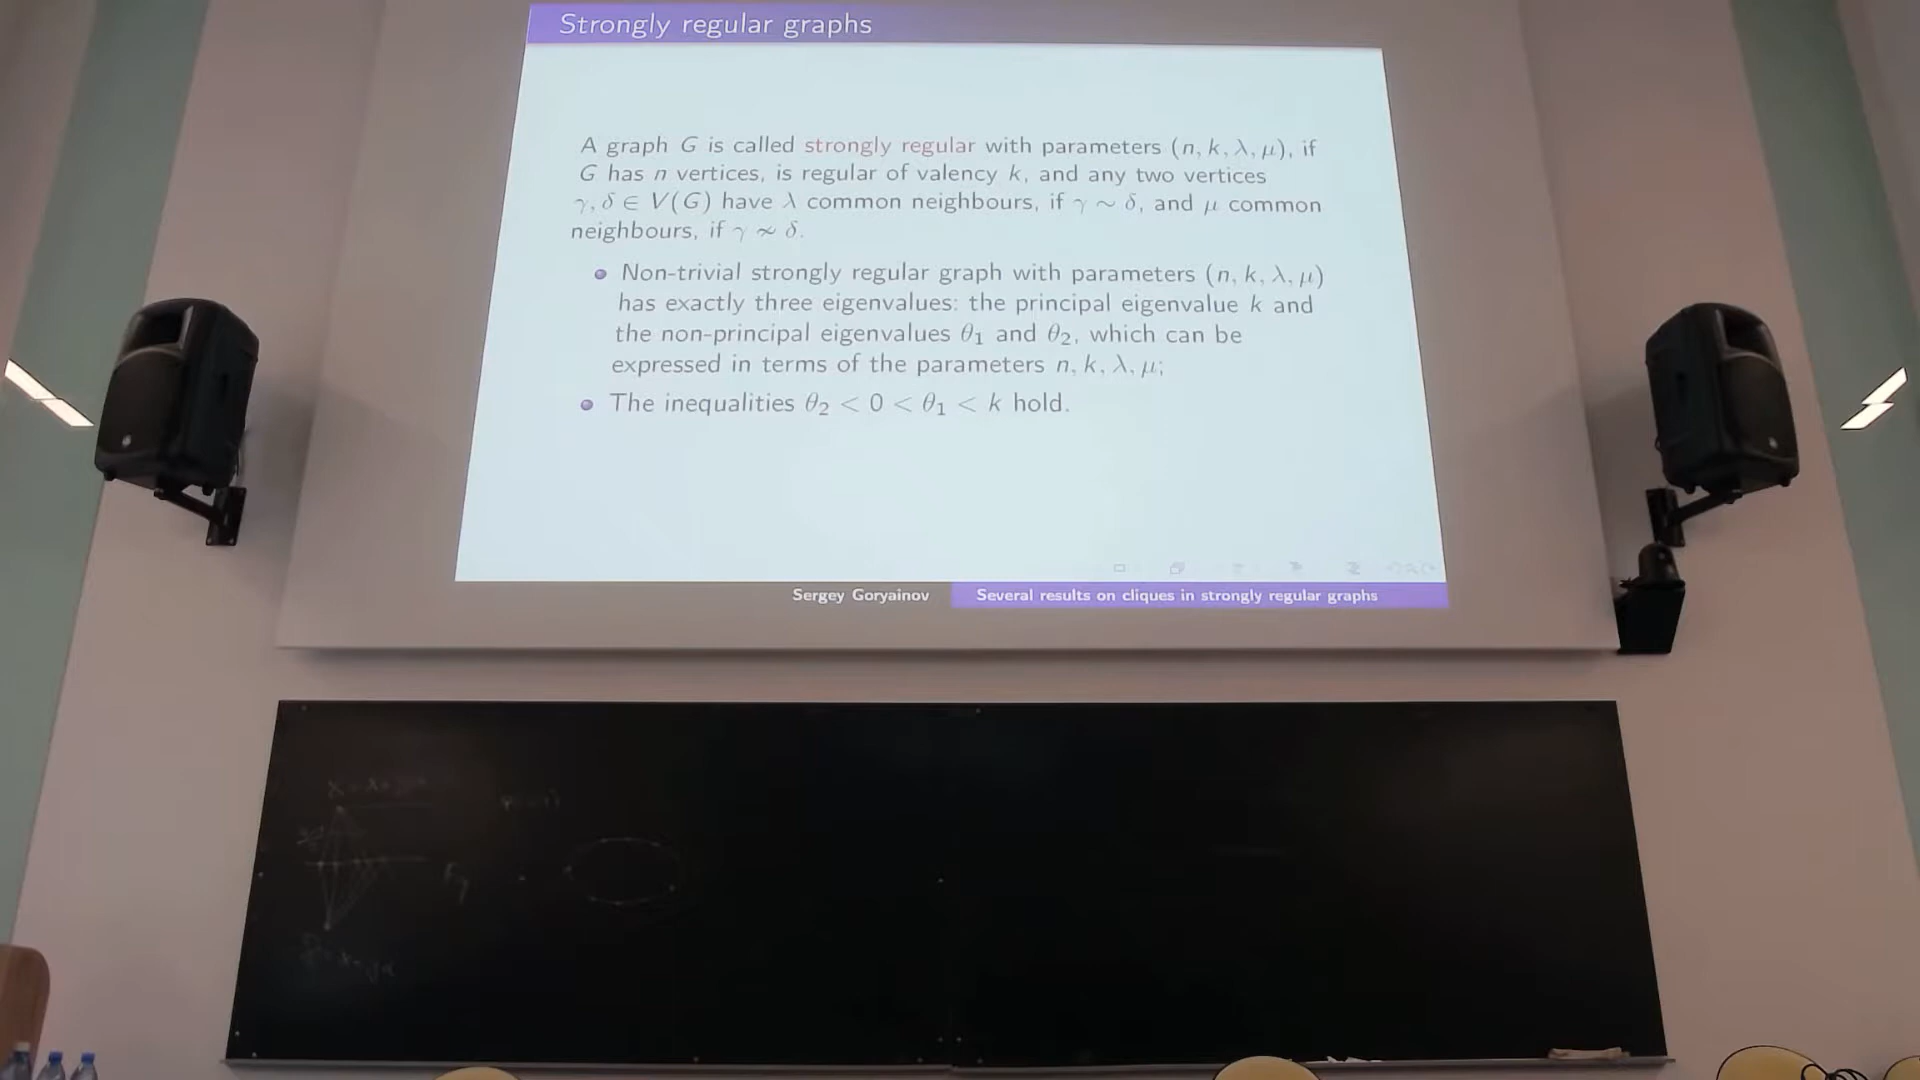 Strongly regular graphs
A graph G is called strongly regular with parameters (n, k, λ, μ), if
G has n vertices, is regular of valency k, and any two vertices
γ, δ ∈ V(G) have λ common neighbours, if γ ∼ δ, and μ common
neighbours, if γ ≁ δ.
Non-trivial strongly regular graph with parameters (n, k, λ, μ)
has exactly three eigenvalues: the principal eigenvalue k and
the non-principal eigenvalues θ₁ and θ₂, which can be
expressed in terms of the parameters n, k, λ, μ;
The inequalities θ₂ < 0 < θ₁ < k hold.
Sergey Goryainov
Several results on cliques in strongly regular graphs